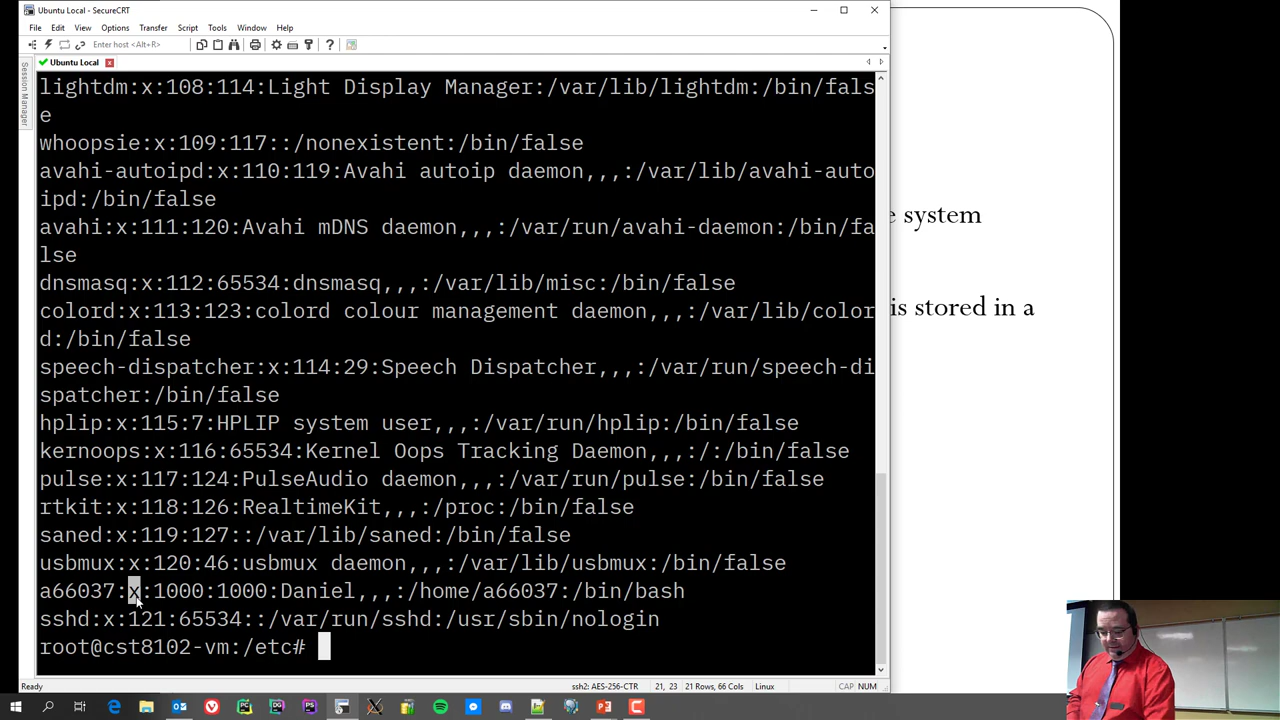 Ubuntu Local - SecureCRT
File Edit View Options Transfer Script Tools Window Help
Enter host <Alt+R>
Ubuntu Local
Session Manager
lightdm:x:108:114:Light Display Manager:/var/lib/lightdm:/bin/fals
e
whoopsie:x:109:117::/nonexistent:/bin/false
avahi-autoipd:x:110:119:Avahi autoip daemon,,,:/var/lib/avahi-auto
ipd:/bin/false
avahi:x:111:120:Avahi mDNS daemon,,,:/var/run/avahi-daemon:/bin/fa
lse
dnsmasq:x:112:65534:dnsmasq,,,:/var/lib/misc:/bin/false
colord:x:113:123:colord colour management daemon,,,:/var/lib/color
d:/bin/false
speech-dispatcher:x:114:29:Speech Dispatcher,,,:/var/run/speech-di
spatcher:/bin/false
hplip:x:115:7:HPLIP system user,,,:/var/run/hplip:/bin/false
kernoops:x:116:65534:Kernel Oops Tracking Daemon,,,:/:/bin/false
pulse:x:117:124:PulseAudio daemon,,,:/var/run/pulse:/bin/false
rtkit:x:118:126:RealtimeKit,,,:/proc:/bin/false
saned:x:119:127::/var/lib/saned:/bin/false
usbmux:x:120:46:usbmux daemon,,,:/var/lib/usbmux:/bin/false
a66037:x:1000:1000:Daniel,,,:/home/a66037:/bin/bash
sshd:x:121:65534::/var/run/sshd:/usr/sbin/nologin
root@cst8102-vm:/etc#
e system
is stored in a
Ready
ssh2: AES-256-CTR 21, 23 21 Rows, 66 Cols Linux CAP NUM